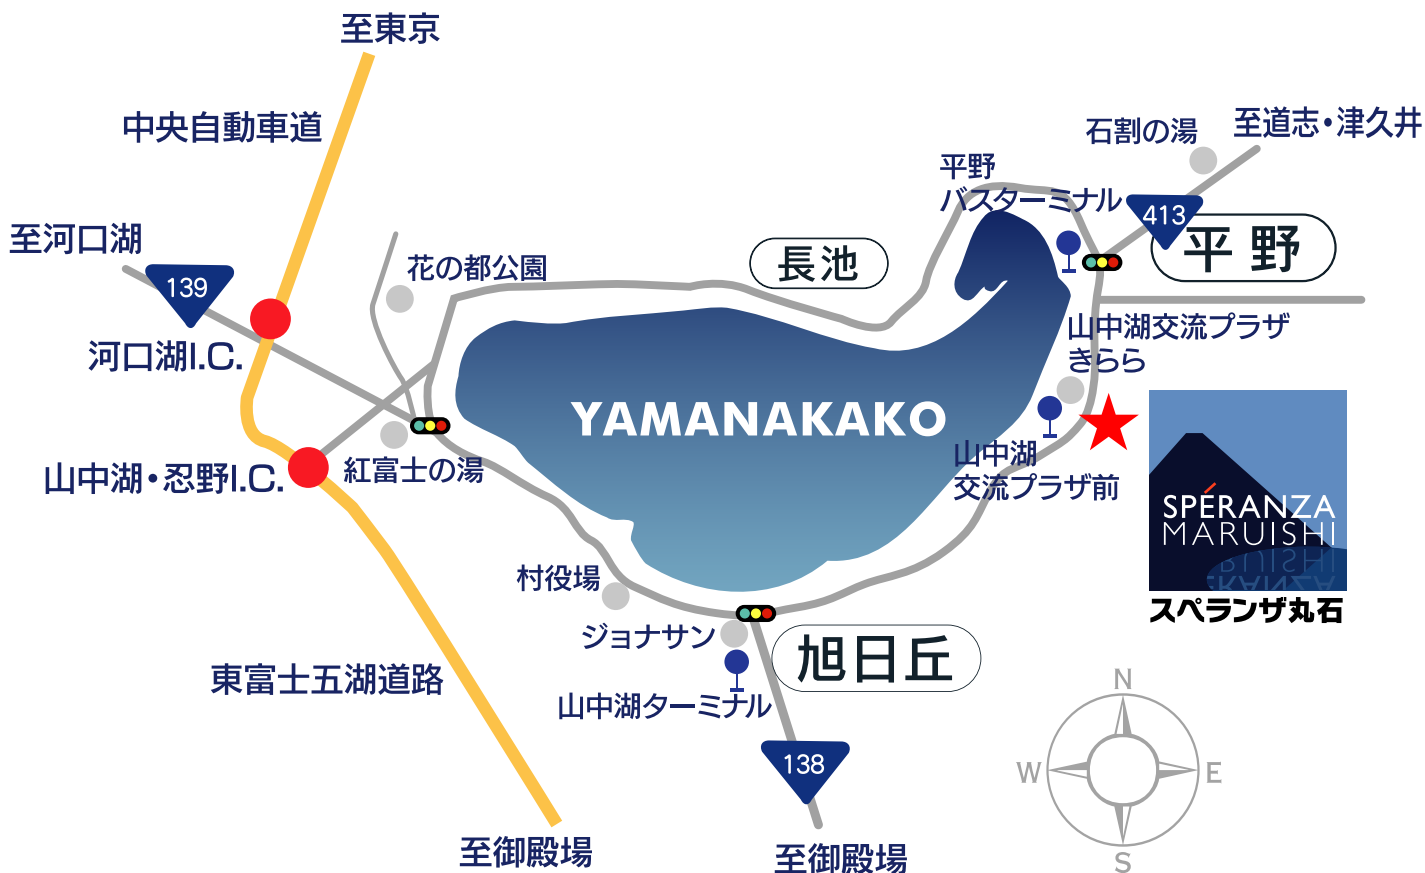 至東京
中央自動車道
石割の湯
至道志・津久井
平野
バスターミナル
413
平野
至河口湖
139
花の都公園
長池
河口湖I.C.
山中湖交流プラザ
きらら
YAMANAKAKO
山中湖
交流プラザ前
紅富士の湯
山中湖・忍野I.C.
SPÉRANZA
MARUISHI
スペランザ丸石
村役場
ジョナサン
旭日丘
山中湖ターミナル
東富士五湖道路
138
至御殿場
至御殿場
N
W
E
S